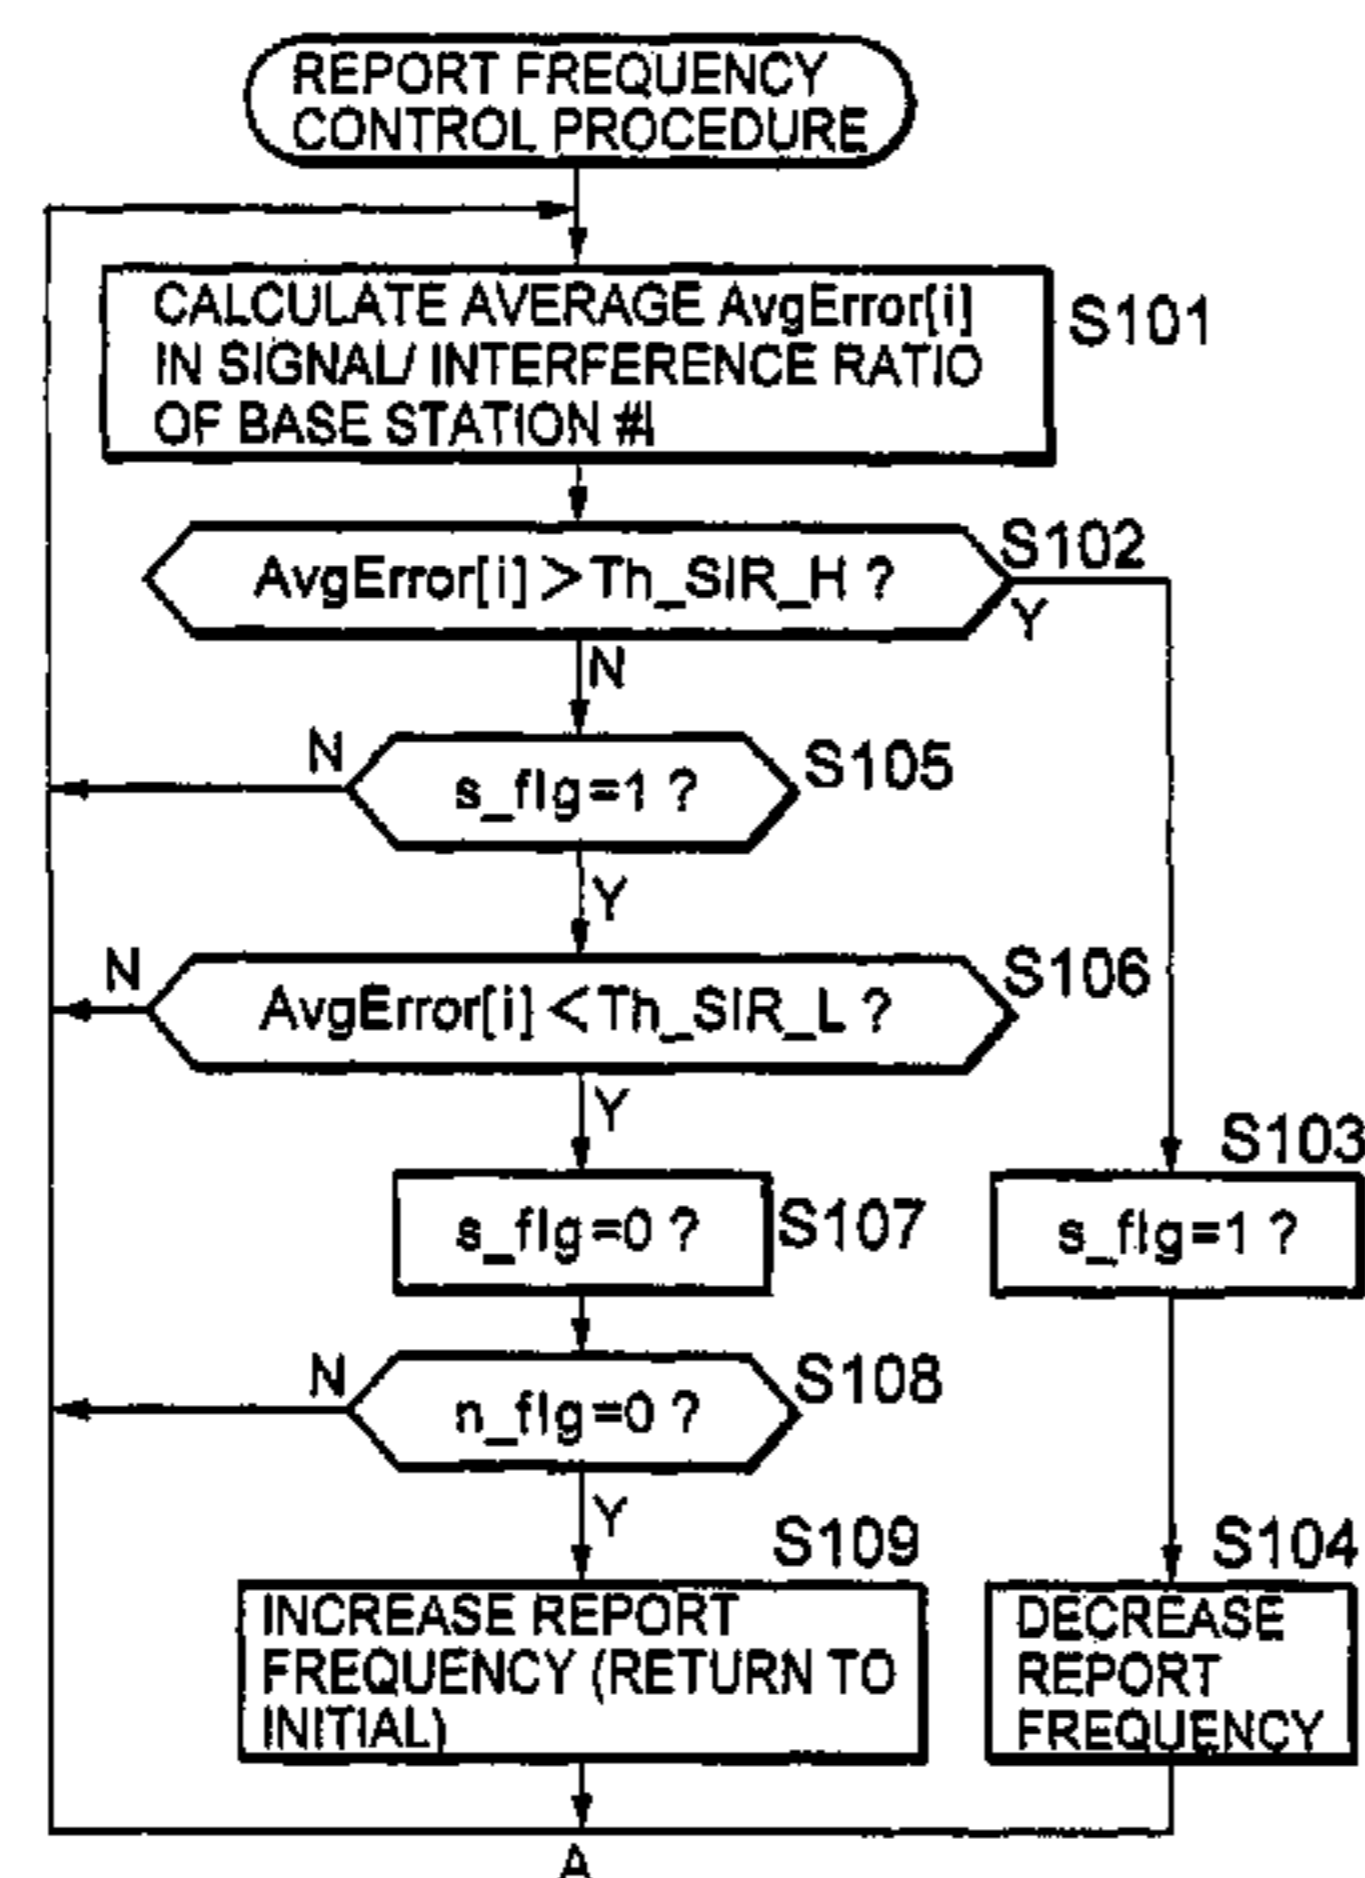 REPORT FREQUENCY
CONTROL PROCEDURE
CALCULATE AVERAGE AvgError[i]
IN SIGNAL/ INTERFERENCE RATIO
OF BASE STATION #i
S101
AvgError[i] > Th_SIR_H ?
S102
Y
N
s_flg=1 ?
S105
N
Y
AvgError[i] < Th_SIR_L ?
S106
N
Y
s_flg=0 ?
S107
S103
s_flg=1 ?
n_flg=0 ?
S108
N
Y
S109
INCREASE REPORT
FREQUENCY (RETURN TO
INITIAL)
S104
DECREASE
REPORT
FREQUENCY
A